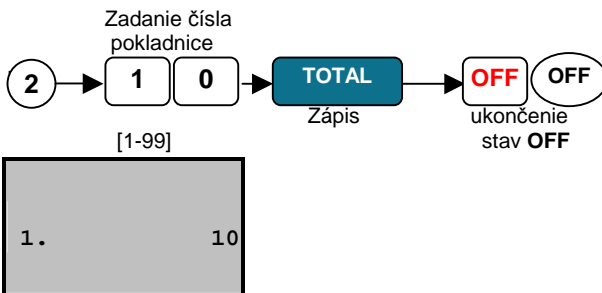 Zadanie čísla
pokladnice
2 1 0 TOTAL OFF OFF
Zápis ukončenie
[1-99] stav OFF
1. 10